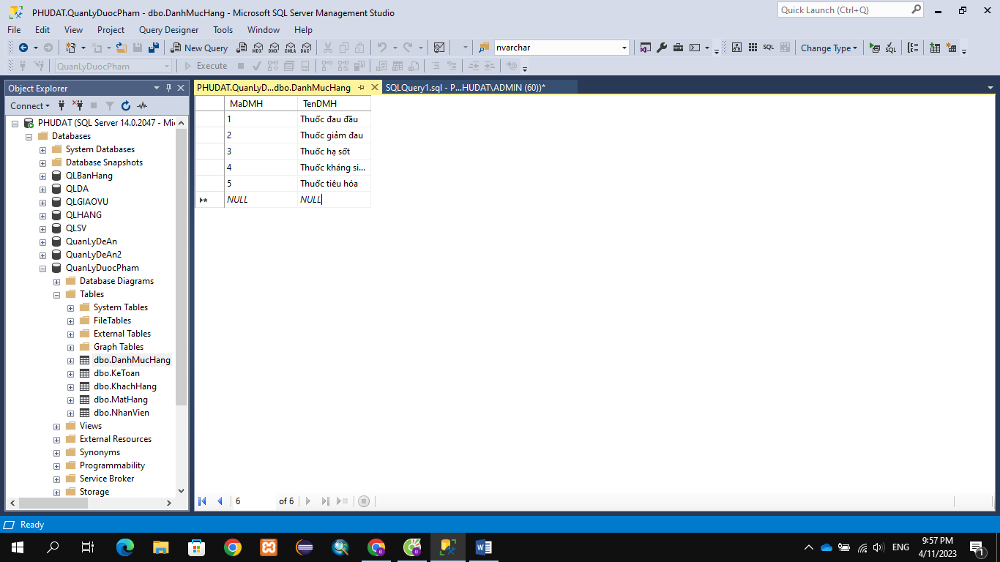 PHUDAT.QuanLyDuocPham - dbo.DanhMucHang - Microsoft SQL Server Management Studio
Quick Launch (Ctrl+Q)
File Edit View Project Query Designer Tools Window Help
New Query MDX DMX XMLA DAX nvarchar SQL Change Type SQL
QuanLyDuocPham Execute
Object Explorer
PHUDAT.QuanLyD...dbo.DanhMucHang
SQLQuery1.sql - P...HUDAT\ADMIN (60))*
Connect
PHUDAT (SQL Server 14.0.2047 - Mi
Databases
System Databases
Database Snapshots
QLBanHang
QLDA
QLGIAOVU
QLHANG
QLSV
QuanLyDeAn
QuanLyDeAn2
QuanLyDuocPham
Database Diagrams
Tables
System Tables
FileTables
External Tables
Graph Tables
dbo.DanhMucHang
dbo.KeToan
dbo.KhachHang
dbo.MatHang
dbo.NhanVien
Views
External Resources
Synonyms
Programmability
Service Broker
Storage
MaDMH TenDMH
1 Thuốc đau đầu
2 Thuốc giảm đau
3 Thuốc hạ sốt
4 Thuốc kháng si...
5 Thuốc tiêu hóa
NULL NULL
6 of 6
Ready
ENG
9:57 PM
4/11/2023
1